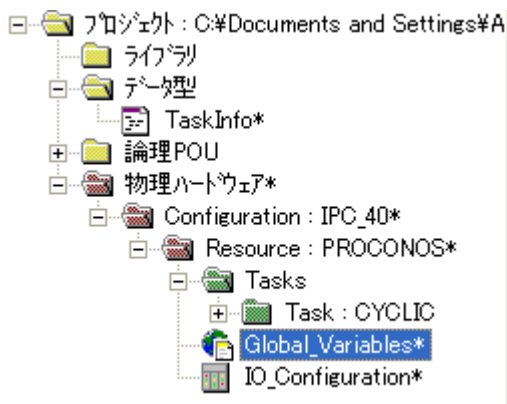 プロジェクト : C:¥Documents and Settings¥A
ライブラリ
データ型
TaskInfo*
論理POU
物理ハードウェア*
Configuration : IPC_40*
Resource : PROCONOS*
Tasks
Task : CYCLIC
Global_Variables*
IO_Configuration*